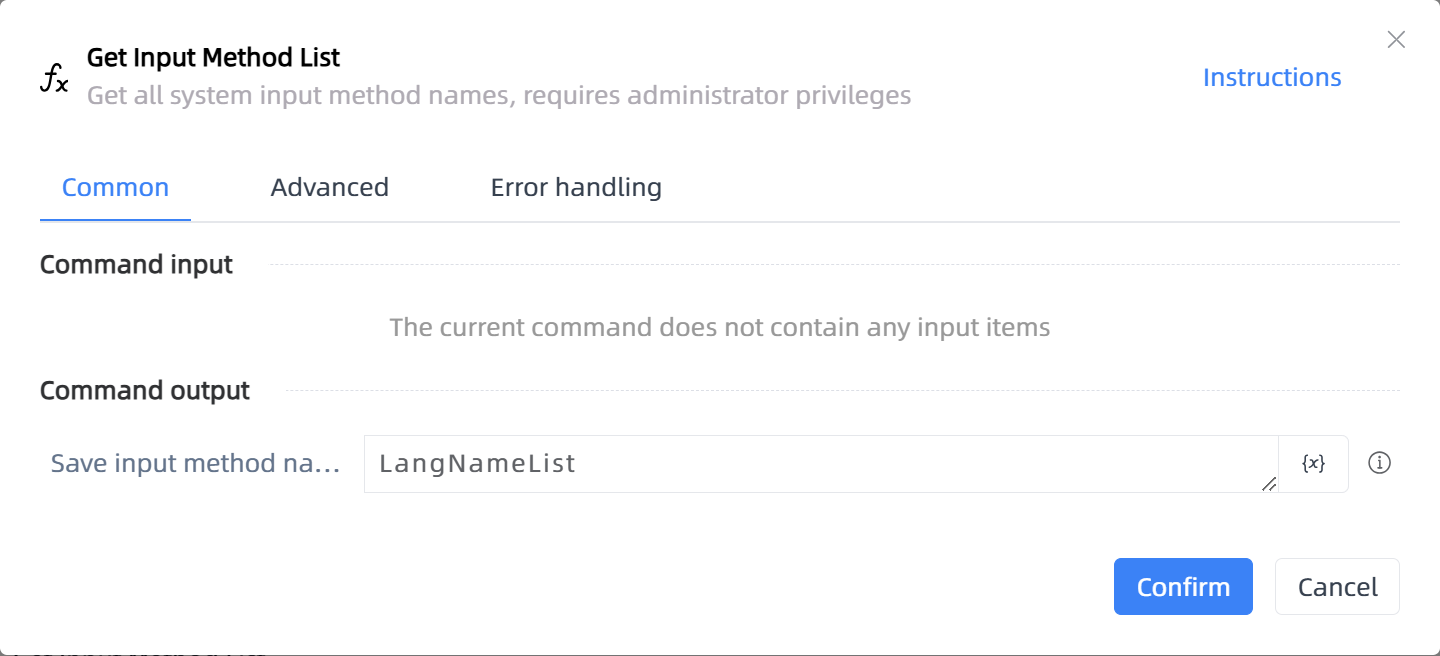 Get Input Method List
Get all system input method names, requires administrator privileges
Instructions
Common
Advanced
Error handling
Command input
The current command does not contain any input items
Command output
Save input method na...
LangNameList
{x}
Confirm
Cancel